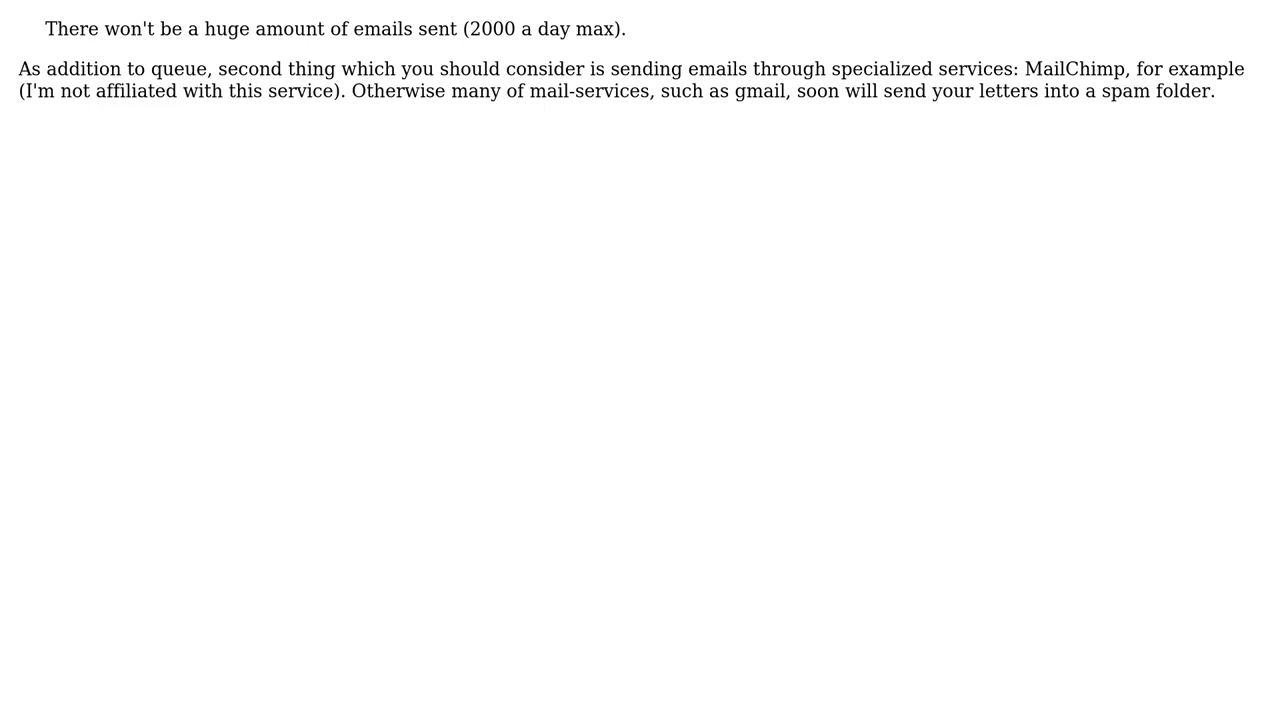 There won't be a huge amount of emails sent (2000 a day max).
As addition to queue, second thing which you should consider is sending emails through specialized services: MailChimp, for example
(I'm not affiliated with this service). Otherwise many of mail-services, such as gmail, soon will send your letters into a spam folder.